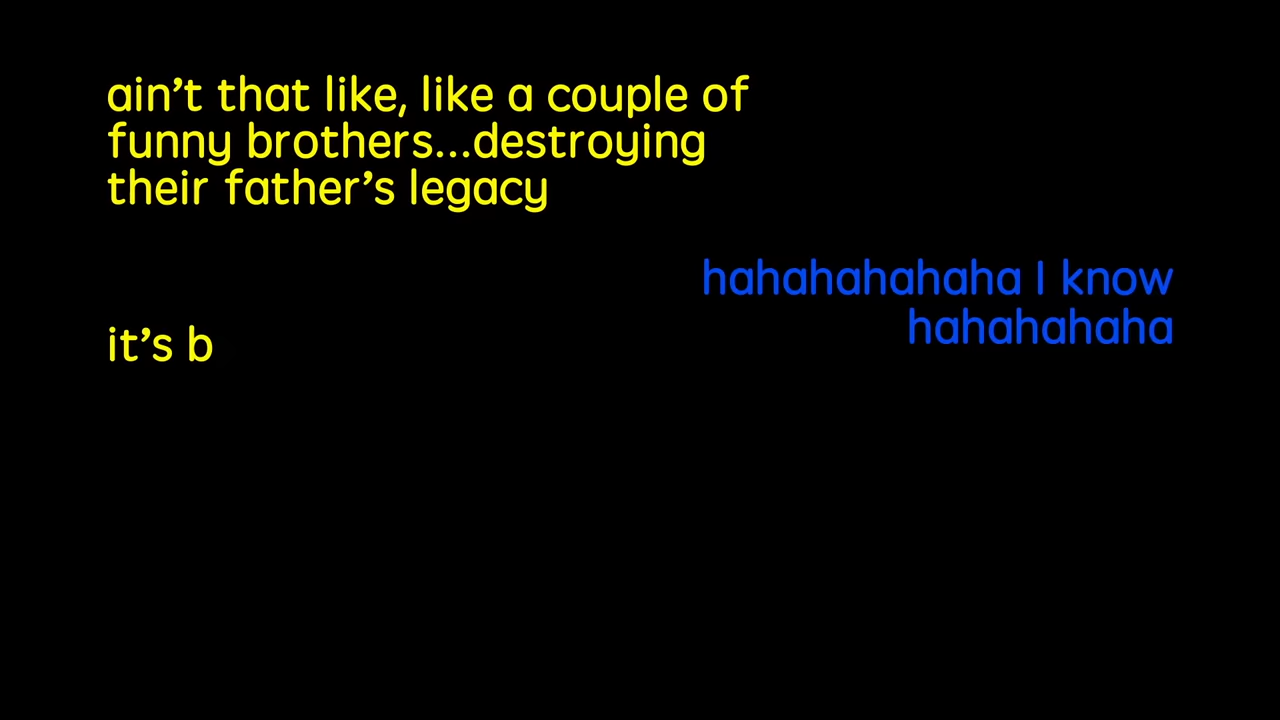 ain’t that like, like a couple of
funny brothers...destroying
their father’s legacy
hahahahahaha I know
hahahahaha
it’s b